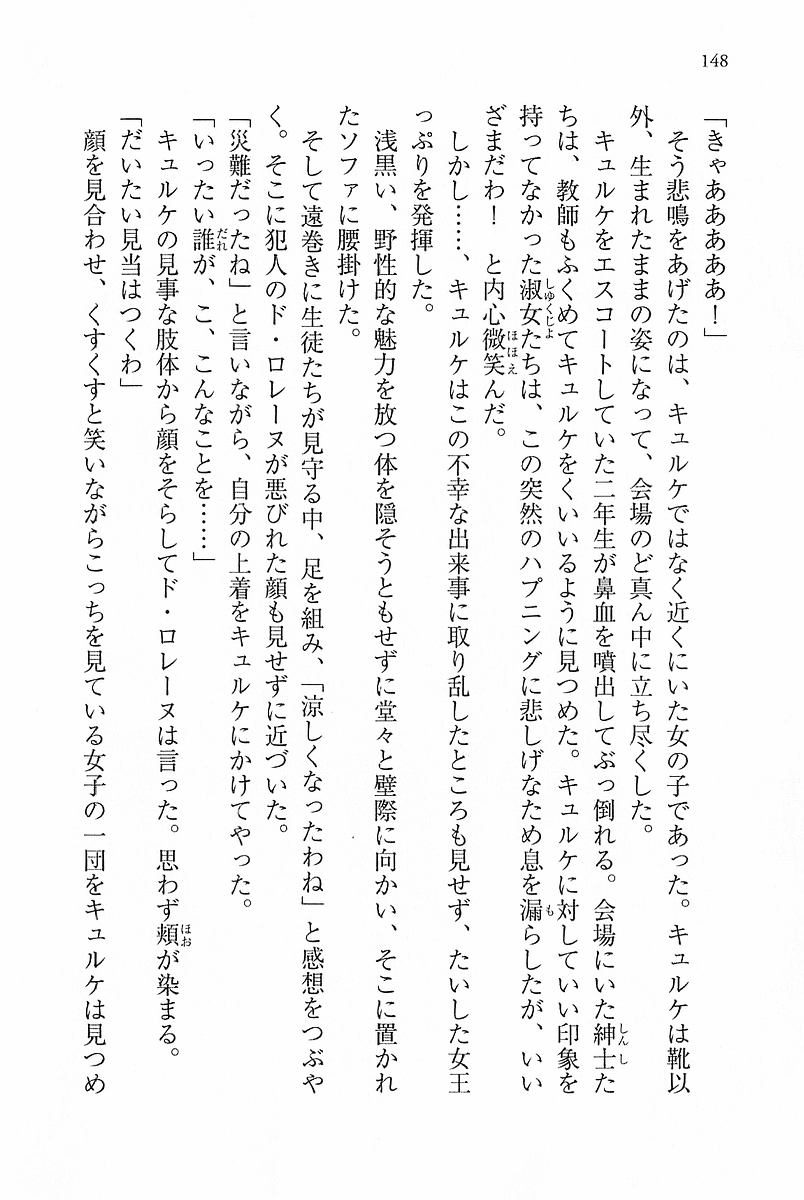 148
「きゃああああぁ！」
　そう悲鳴をあげたのは、キュルケではなく近くにいた女の子であった。キュルケは靴以
外、生まれたままの姿になって、会場のど真ん中に立ち尽くした。
　キュルケをエスコートしていた二年生が鼻血を噴出してぶっ倒れる。会場にいた紳士た
ちは、教師もふくめてキュルケをくいいるように見つめた。キュルケに対していい印象を
持ってなかった淑女たちは、この突然のハプニングに悲しげなため息を漏らしたが、いい
ざまだわ！　と内心微笑んだ。
　しかし……、キュルケはこの不幸な出来事に取り乱したところも見せず、たいした女王
っぷりを発揮した。
　浅黒い、野性的な魅力を放つ体を隠そうともせずに堂々と壁際に向かい、そこに置かれ
たソファに腰掛けた。
　そして遠巻きに生徒たちが見守る中、足を組み、「涼しくなったわね」と感想をつぶや
く。そこに犯人のド・ロレーヌが悪びれた顔も見せずに近づいた。
「災難だったね」と言いながら、自分の上着をキュルケにかけてやった。
「いったい誰が、こ、こんなことを……」
　キュルケの見事な肢体から顔をそらしてド・ロレーヌは言った。思わず頬が染まる。
「だいたい見当はつくわ」
　顔を見合わせ、くすくすと笑いながらこっちを見ている女子の一団をキュルケは見つめ